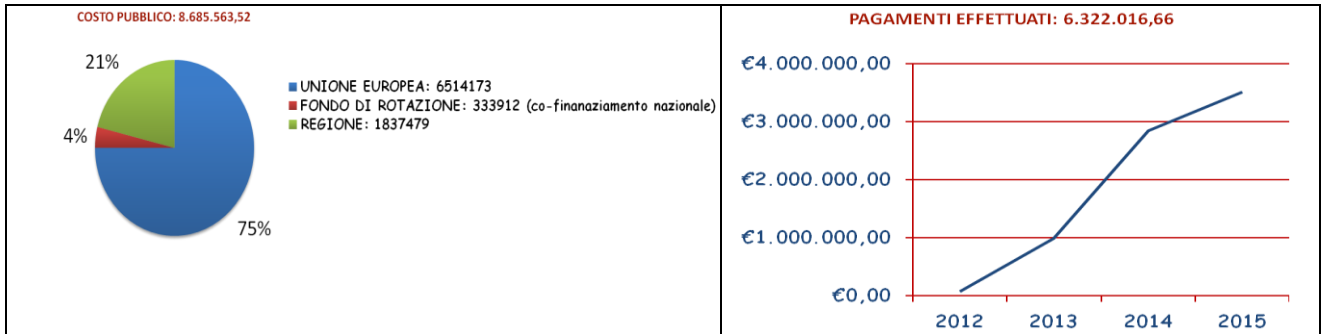 COSTO PUBBLICO: 8.685.563,52
21%
4%
75%
UNIONE EUROPEA: 6514173
FONDO DI ROTAZIONE: 333912 (co-finanaziamento nazionale)
REGIONE: 1837479
PAGAMENTI EFFETTUATI: 6.322.016,66
€4.000.000,00
€3.000.000,00
€2.000.000,00
€1.000.000,00
€0,00
2012 2013 2014 2015